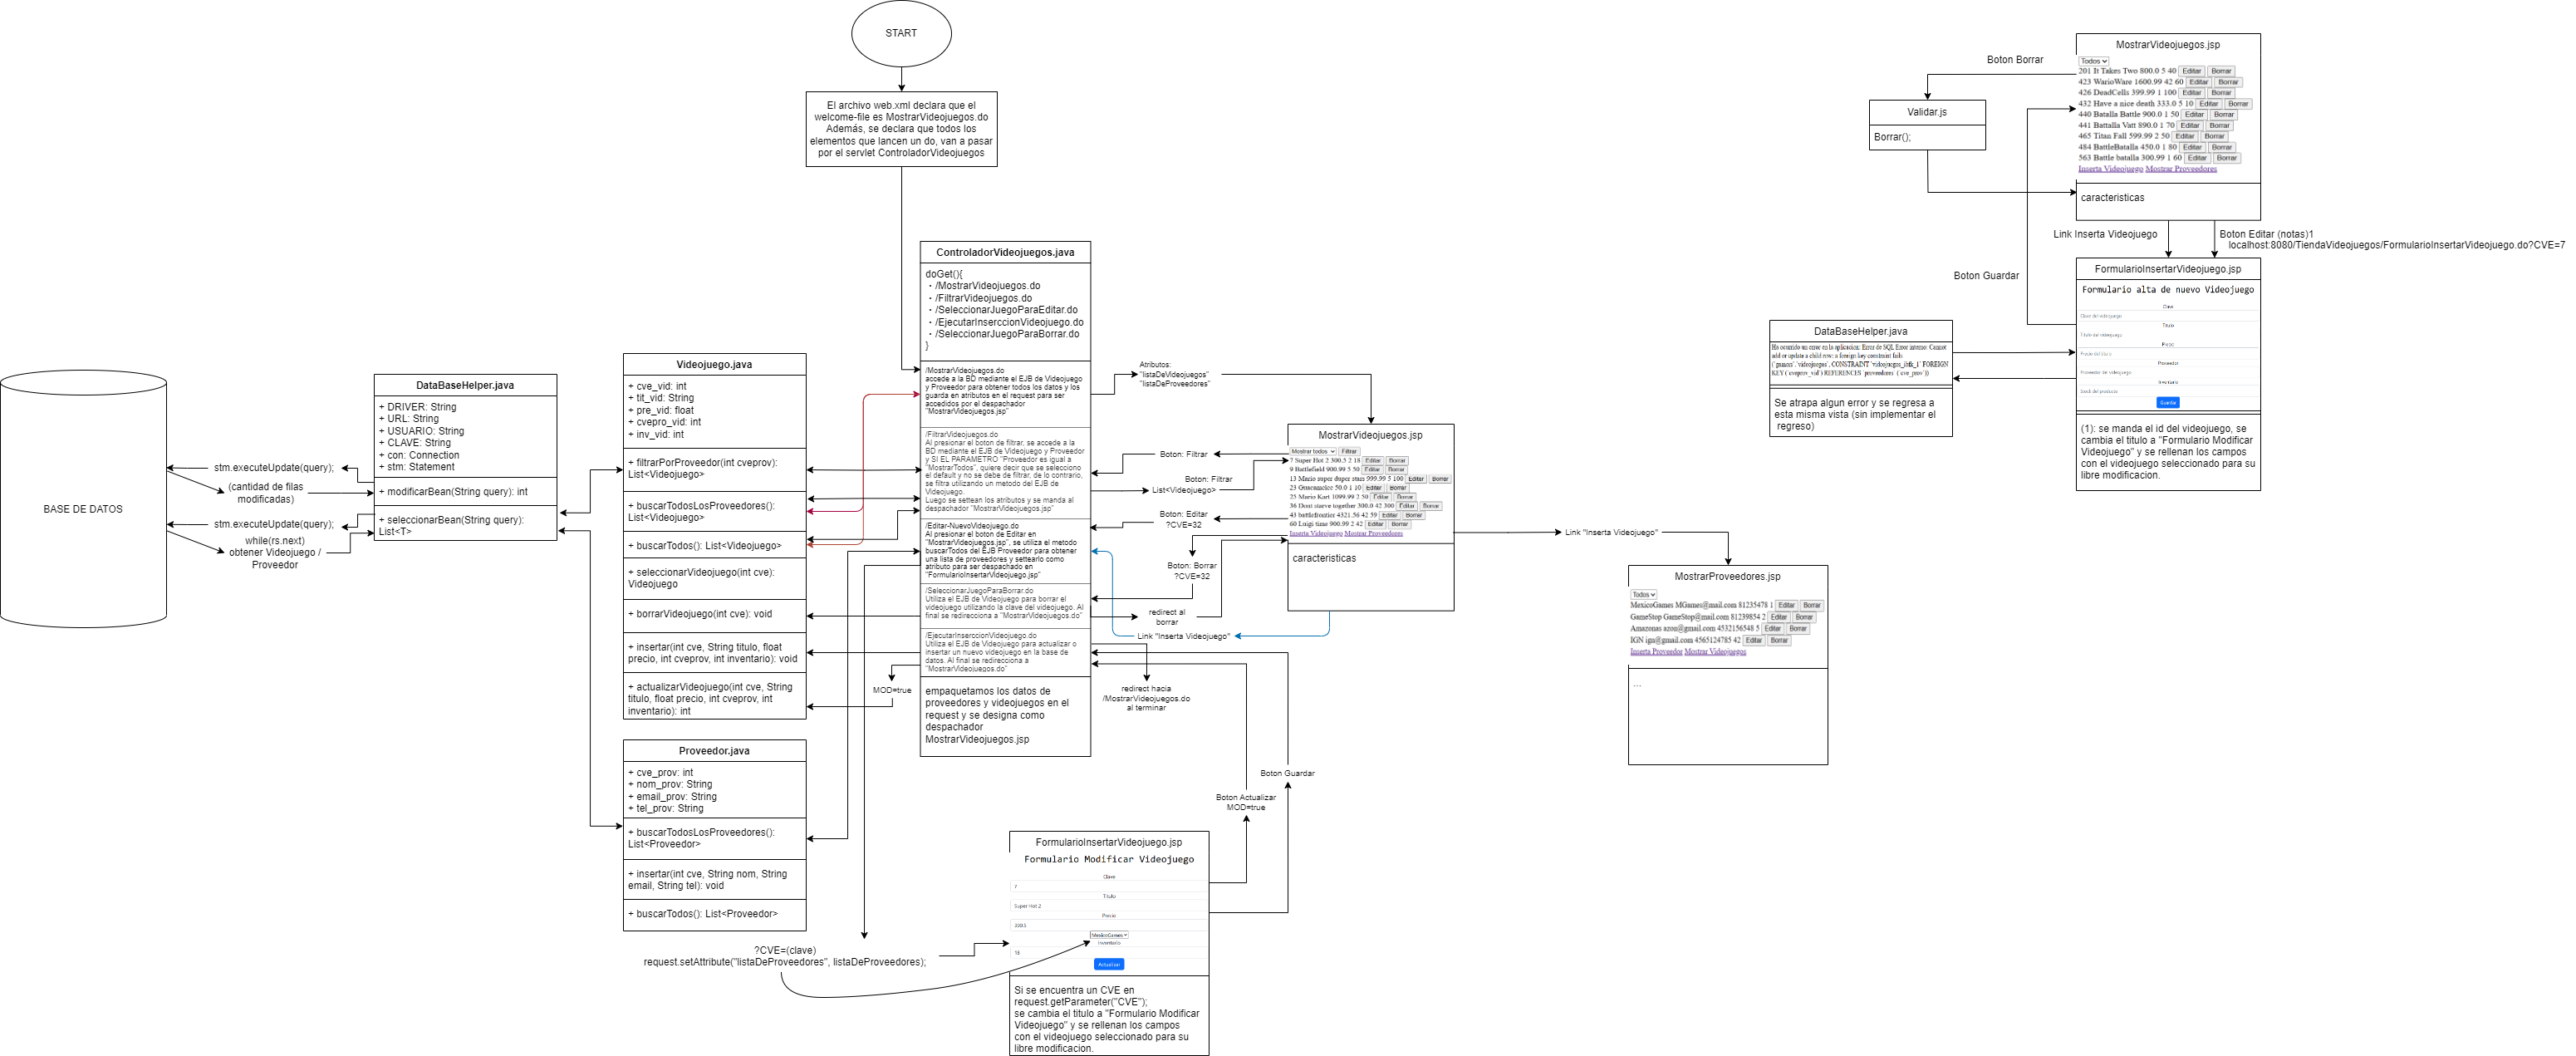 START
El archivo web.xml declara que el
welcome-file es MostrarVideojuegos.do
Además, se declara que todos los
elementos que lancen un do, van a pasar
por el servlet ControladorVideojuegos
BASE DE DATOS
stm.executeUpdate(query);
(cantidad de filas
modificadas)
stm.executeUpdate(query);
while(rs.next)
obtener Videojuego /
Proveedor
DataBaseHelper.java
+ DRIVER: String
+ URL: String
+ USUARIO: String
+ CLAVE: String
+ con: Connection
+ stm: Statement
+ modificarBean(String query): int
+ seleccionarBean(String query):
List<T>
Videojuego.java
+ cve_vid: int
+ tit_vid: String
+ pre_vid: float
+ cvepro_vid: int
+ inv_vid: int
+ filtrarPorProveedor(int cveprov):
List<Videojuego>
+ buscarTodosLosProveedores():
List<Videojuego>
+ buscarTodos(): List<Videojuego>
+ seleccionarVideojuego(int cve):
Videojuego
+ borrarVideojuego(int cve): void
+ insertar(int cve, String titulo, float
precio, int cveprov, int inventario): void
+ actualizarVideojuego(int cve, String
titulo, float precio, int cveprov, int
inventario): int
Proveedor.java
+ cve_prov: int
+ nom_prov: String
+ email_prov: String
+ tel_prov: String
+ buscarTodosLosProveedores():
List<Proveedor>
+ insertar(int cve, String nom, String
email, String tel): void
+ buscarTodos(): List<Proveedor>
ControladorVideojuegos.java
doGet(){
・/MostrarVideojuegos.do
・/FiltrarVideojuegos.do
・/SeleccionarJuegoParaEditar.do
・/EjecutarInserccionVideojuego.do
・/SeleccionarJuegoParaBorrar.do
}
/MostrarVideojuegos.do
accede a la BD mediante el EJB de Videojuego
y Proveedor para obtener todos los datos y los
guarda en atributos en el request para ser
accedidos por el despachador
"MostrarVideojuegos.jsp"
/FiltrarVideojuegos.do
Al presionar el boton de filtrar, se accede a la
BD mediante el EJB de Videojuego y Proveedor
y SI EL PARAMETRO "Proveedor es igual a
"MostrarTodos", quiere decir que se selecciono
el default y no se debe de filtrar, de lo contrario,
se filtra utilizando un metodo del EJB de
Videojuego.
Luego se settean los atributos y se manda al
despachador "MostrarVideojuegos.jsp"
/Editar-NuevoVideojuego.do
Al presionar el boton de Editar en
"MostrarVideojuegos.jsp", se utiliza el metodo
buscarTodos del EJB Proveedor para obtener
una lista de proveedores y settearlo como
atributo para ser despachado en
"FormularioInsertarVideojuego.jsp"
/SeleccionarJuegoParaBorrar.do
Utiliza el EJB de Videojuego para borrar el
videojuego utilizando la clave del videojuego. Al
final se redirecciona a "MostrarVideojuegos.do"
/EjecutarInserccionVideojuego.do
Utiliza el EJB de Videojuego para actualizar o
insertar un nuevo videojuego en la base de
datos. Al final se redirecciona a
"MostrarVideojuegos.do"
empaquetamos los datos de
proveedores y videojuegos en el
request y se designa como
despachador
MostrarVideojuegos.jsp
MOD=true
Atributos:
"listaDeVideojuegos"
"listaDeProveedores"
Boton: Filtrar
Boton: Filtrar
List<Videojuego>
Boton: Editar
?CVE=32
Boton: Borrar
?CVE=32
redirect al
borrar
Link "Inserta Videojuego"
redirect hacia
/MostrarVideojuegos.do
al terminar
Boton Guardar
Boton Actualizar
MOD=true
MostrarVideojuegos.jsp
Mostrar todos Filtrar
7 Super Hot 2 300.5 2 18 Editar Borrar
9 Battlefield 900.99 5 50 Editar Borrar
13 Mario super duper stars 999.99 5 100 Editar Borrar
23 Guacamelee 50.0 1 10 Editar Borrar
25 Mario Kart 1099.99 2 50 Editar Borrar
36 Dont starve together 300.0 42 300 Editar Borrar
43 battlefrontier 4321.56 42 59 Editar Borrar
60 Luigi time 900.99 2 42 Editar Borrar
Inserta Videojuego Mostrar Proveedores
caracteristicas
Link "Inserta Videojuego"
MostrarProveedores.jsp
Todos
MexicoGames MGames@mail.com 81235478 1 Editar Borrar
GameStop GameStop@mail.com 81239854 2 Editar Borrar
Amazonas azon@gmail.com 4532156548 5 Editar Borrar
IGN ign@gmail.com 4565124785 42 Editar Borrar
Inserta Proveedor Mostrar Videojuegos
...
?CVE=(clave)
request.setAttribute("listaDeProveedores", listaDeProveedores);
FormularioInsertarVideojuego.jsp
Formulario Modificar Videojuego
Clave
7
Titulo
Super Hot 2
Precio
300.5
MexicoGames
Inventario
18
Actualizar
Si se encuentra un CVE en
request.getParameter("CVE");
se cambia el titulo a "Formulario Modificar
Videojuego" y se rellenan los campos
con el videojuego seleccionado para su
libre modificacion.
Boton Borrar
Validar.js
Borrar();
MostrarVideojuegos.jsp
Todos
201 It Takes Two 800.0 5 40 Editar Borrar
423 WarioWare 1600.99 42 60 Editar Borrar
426 DeadCells 399.99 1 100 Editar Borrar
432 Have a nice death 333.0 5 10 Editar Borrar
440 Batalla Battle 900.0 1 50 Editar Borrar
441 Battalla Vatt 890.0 1 70 Editar Borrar
465 Titan Fall 599.99 2 50 Editar Borrar
484 BattleBatalla 450.0 1 80 Editar Borrar
563 Battle batalla 300.99 1 60 Editar Borrar
Inserta Videojuego Mostrar Proveedores
caracteristicas
Link Inserta Videojuego
Boton Editar (notas)1
localhost:8080/TiendaVideojuegos/FormularioInsertarVideojuego.do?CVE=7
Boton Guardar
FormularioInsertarVideojuego.jsp
Formulario alta de nuevo Videojuego
Clave
Clave del videojuego
Titulo
Titulo del videojuego
Precio
Precio del titulo
Proveedor
Proveedor del videojuego
Inventario
Stock del producto
Guardar
(1): se manda el id del videojuego, se
cambia el titulo a "Formulario Modificar
Videojuego" y se rellenan los campos
con el videojuego seleccionado para su
libre modificacion.
DataBaseHelper.java
Ha ocurrido un error en la aplicacion: Error de SQL Error interno: Cannot
add or update a child row: a foreign key constraint fails
(`games`.`videojuegos`, CONSTRAINT `videojuegos_ibfk_1` FOREIGN
KEY (`cveprov_vid`) REFERENCES `proveedores` (`cve_prov`))
Se atrapa algun error y se regresa a
esta misma vista (sin implementar el
regreso)